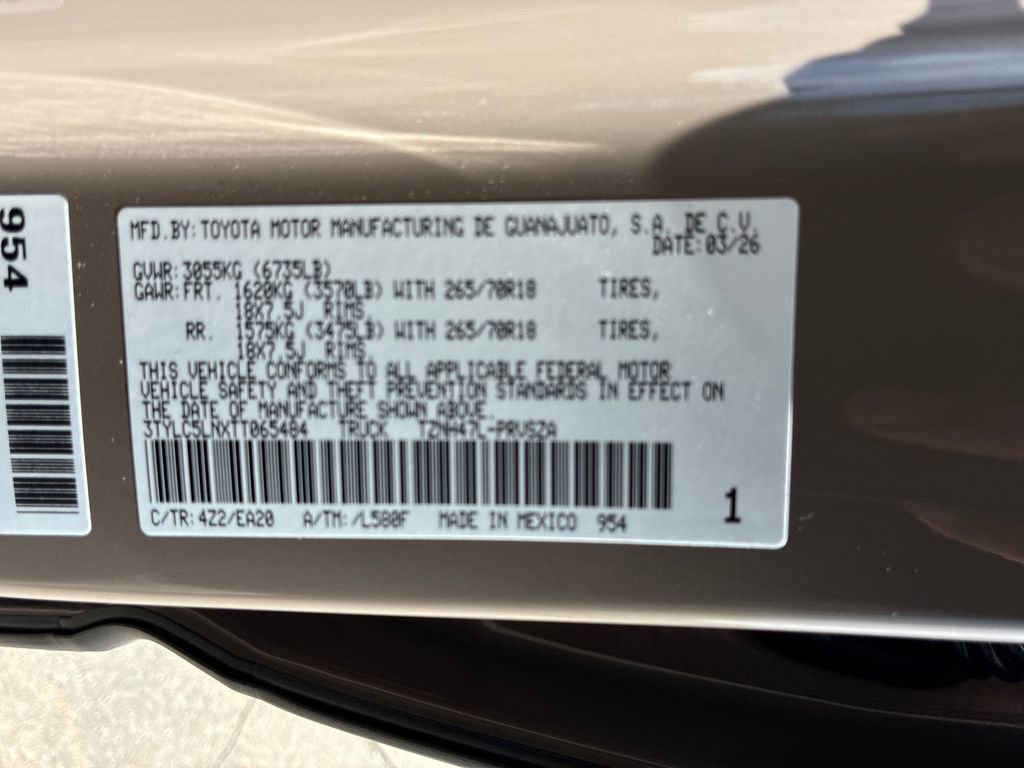 954
MFD.BY:TOYOTA MOTOR MANUFACTURING DE GUANAJUATO, S.A. DE C.V.
DATE:03/26
GVWR:3055KG (6735LB)
GAWR:FRT. 1620KG (3570LB) WITH 265/70R18 TIRES,
18X7.5J RIMS,
RR. 1575KG (3475LB) WITH 265/70R18 TIRES,
18X7.5J RIMS,
THIS VEHICLE CONFORMS TO ALL APPLICABLE FEDERAL MOTOR
VEHICLE SAFETY AND THEFT PREVENTION STANDARDS IN EFFECT ON
THE DATE OF MANUFACTURE SHOWN ABOVE.
3TYLC5LNXTT065484 TRUCK TZNH47L-PRVSZA
C/TR:4Z2/EA20 A/TM:/L580F MADE IN MEXICO 954
1